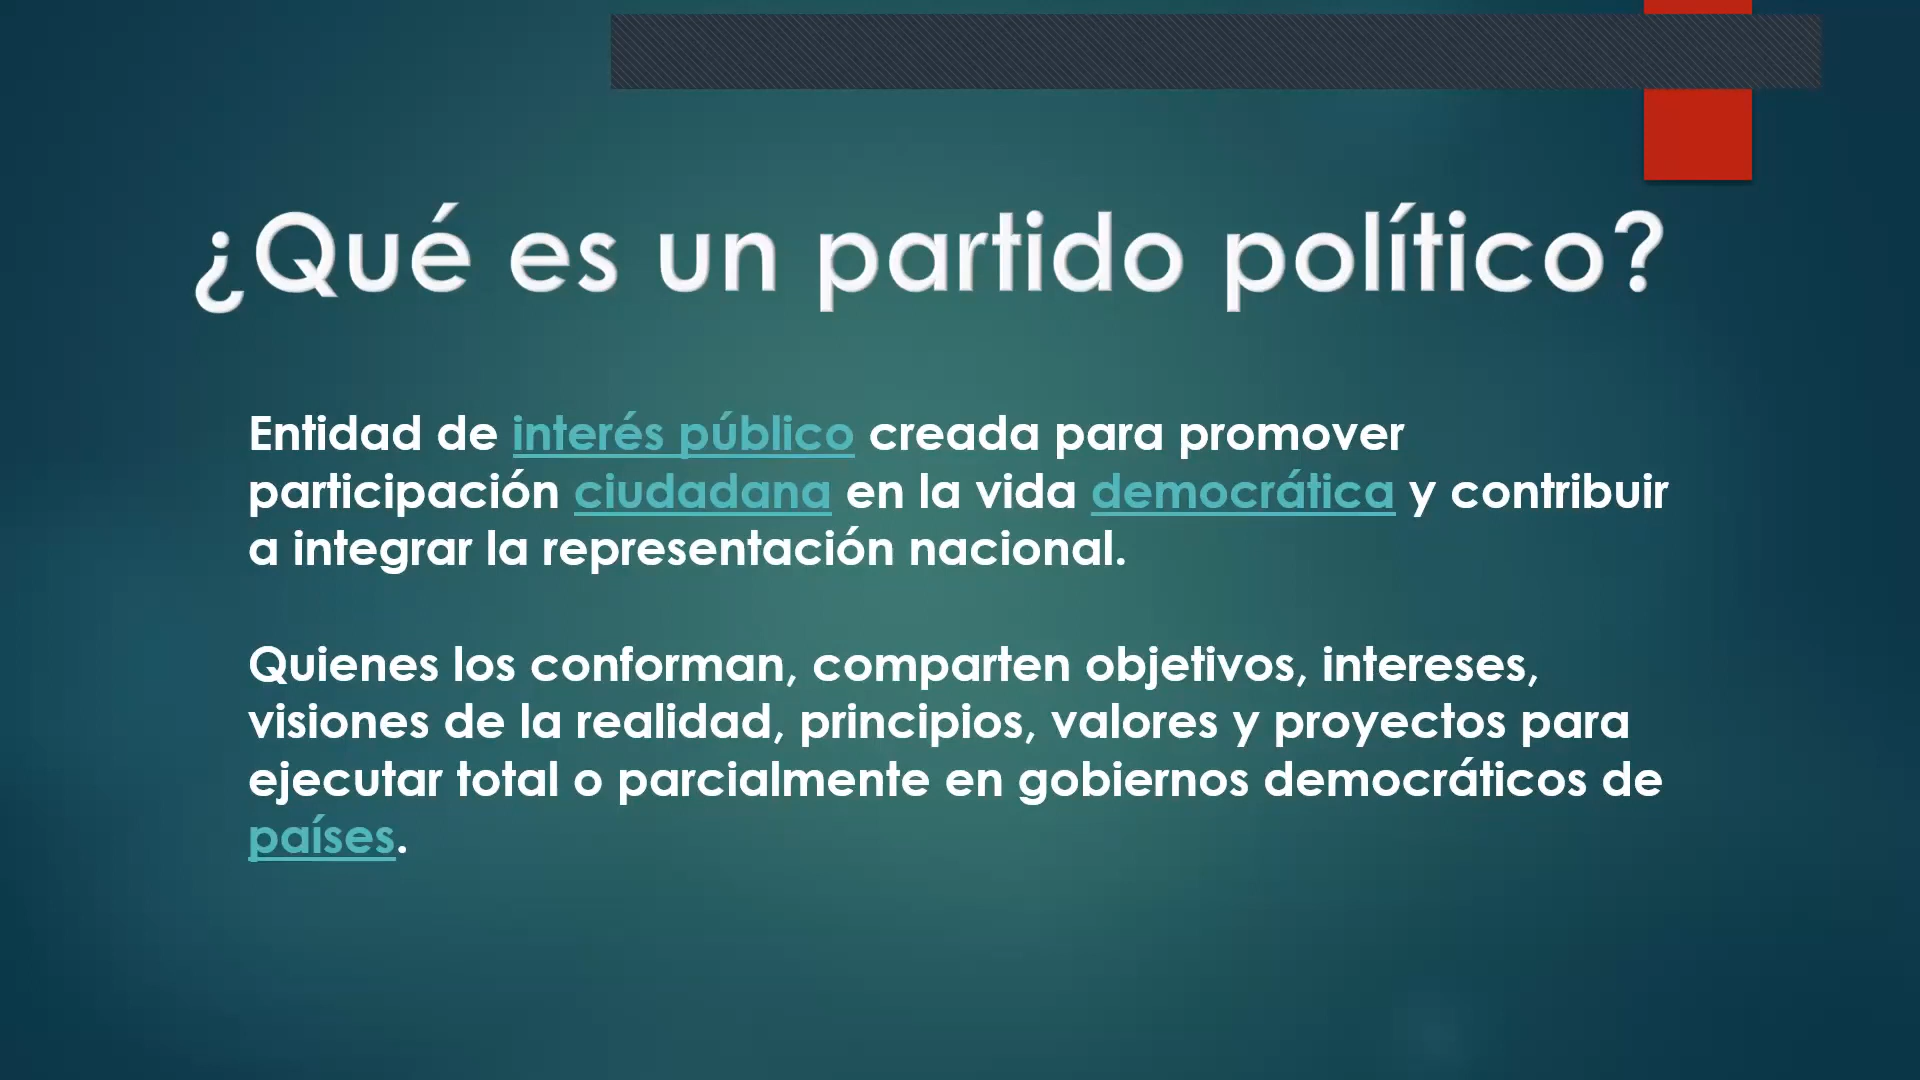 ¿Qué es un partido político?
Entidad de interés público creada para promover
participación ciudadana en la vida democrática y contribuir
a integrar la representación nacional.
Quienes los conforman, comparten objetivos, intereses,
visiones de la realidad, principios, valores y proyectos para
ejecutar total o parcialmente en gobiernos democráticos de
países.